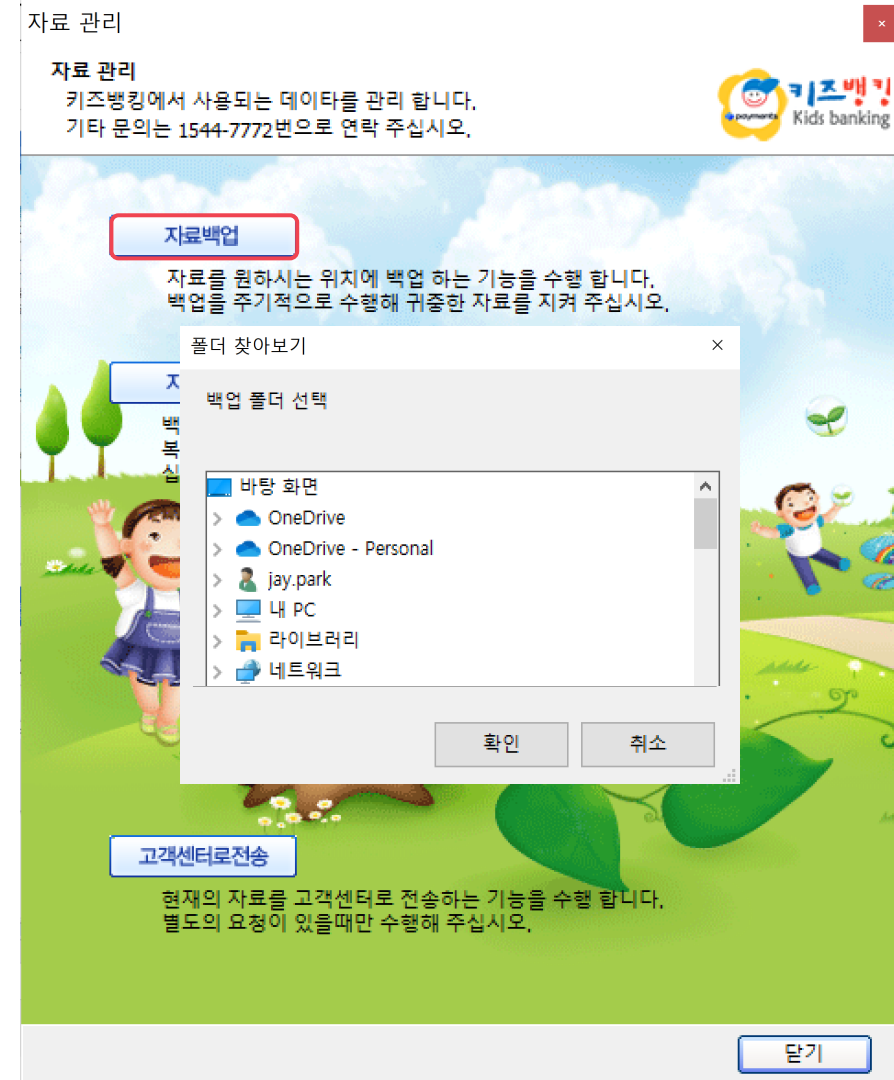 자료 관리
×
자료 관리
키즈뱅킹에서 사용되는 데이타를 관리 합니다.
기타 문의는 1544-7772번으로 연락 주십시오.
payments
키즈뱅킹
Kids banking
자료백업
자료를 원하시는 위치에 백업 하는 기능을 수행 합니다.
백업을 주기적으로 수행해 귀중한 자료를 지켜 주십시오.
폴더 찾아보기
×
백업 폴더 선택
바탕 화면
OneDrive
OneDrive - Personal
jay.park
내 PC
라이브러리
네트워크
확인
취소
고객센터로전송
현재의 자료를 고객센터로 전송하는 기능을 수행 합니다.
별도의 요청이 있을때만 수행해 주십시오.
닫기